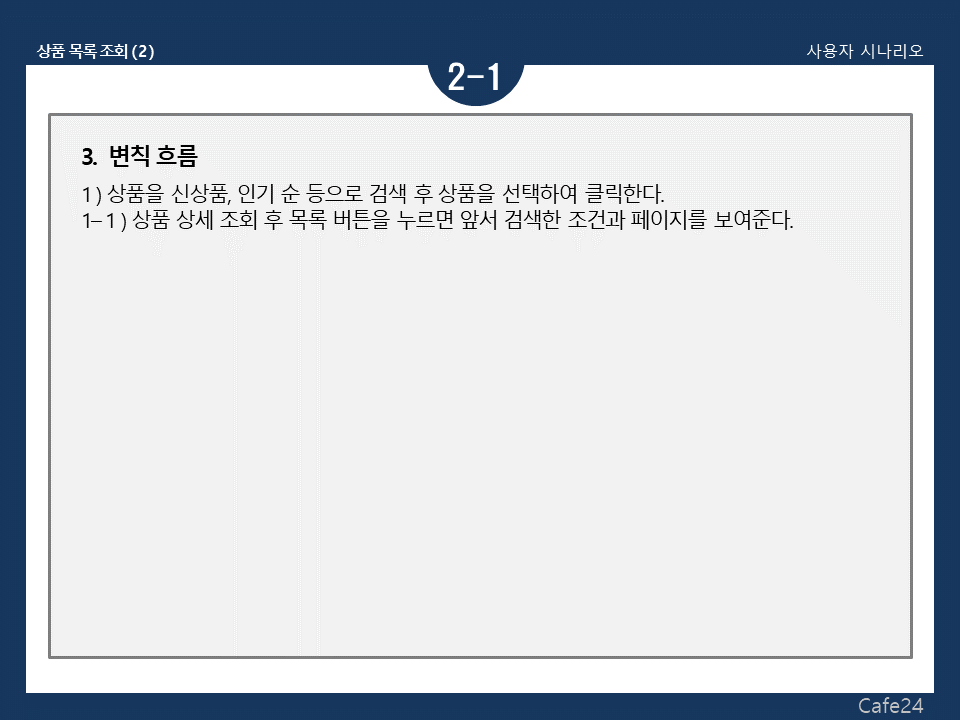 상품 목록 조회 (2)
사용자 시나리오
2-1
3. 변칙 흐름
1) 상품을 신상품, 인기 순 등으로 검색 후 상품을 선택하여 클릭한다.
1–1) 상품 상세 조회 후 목록 버튼을 누르면 앞서 검색한 조건과 페이지를 보여준다.
Cafe24